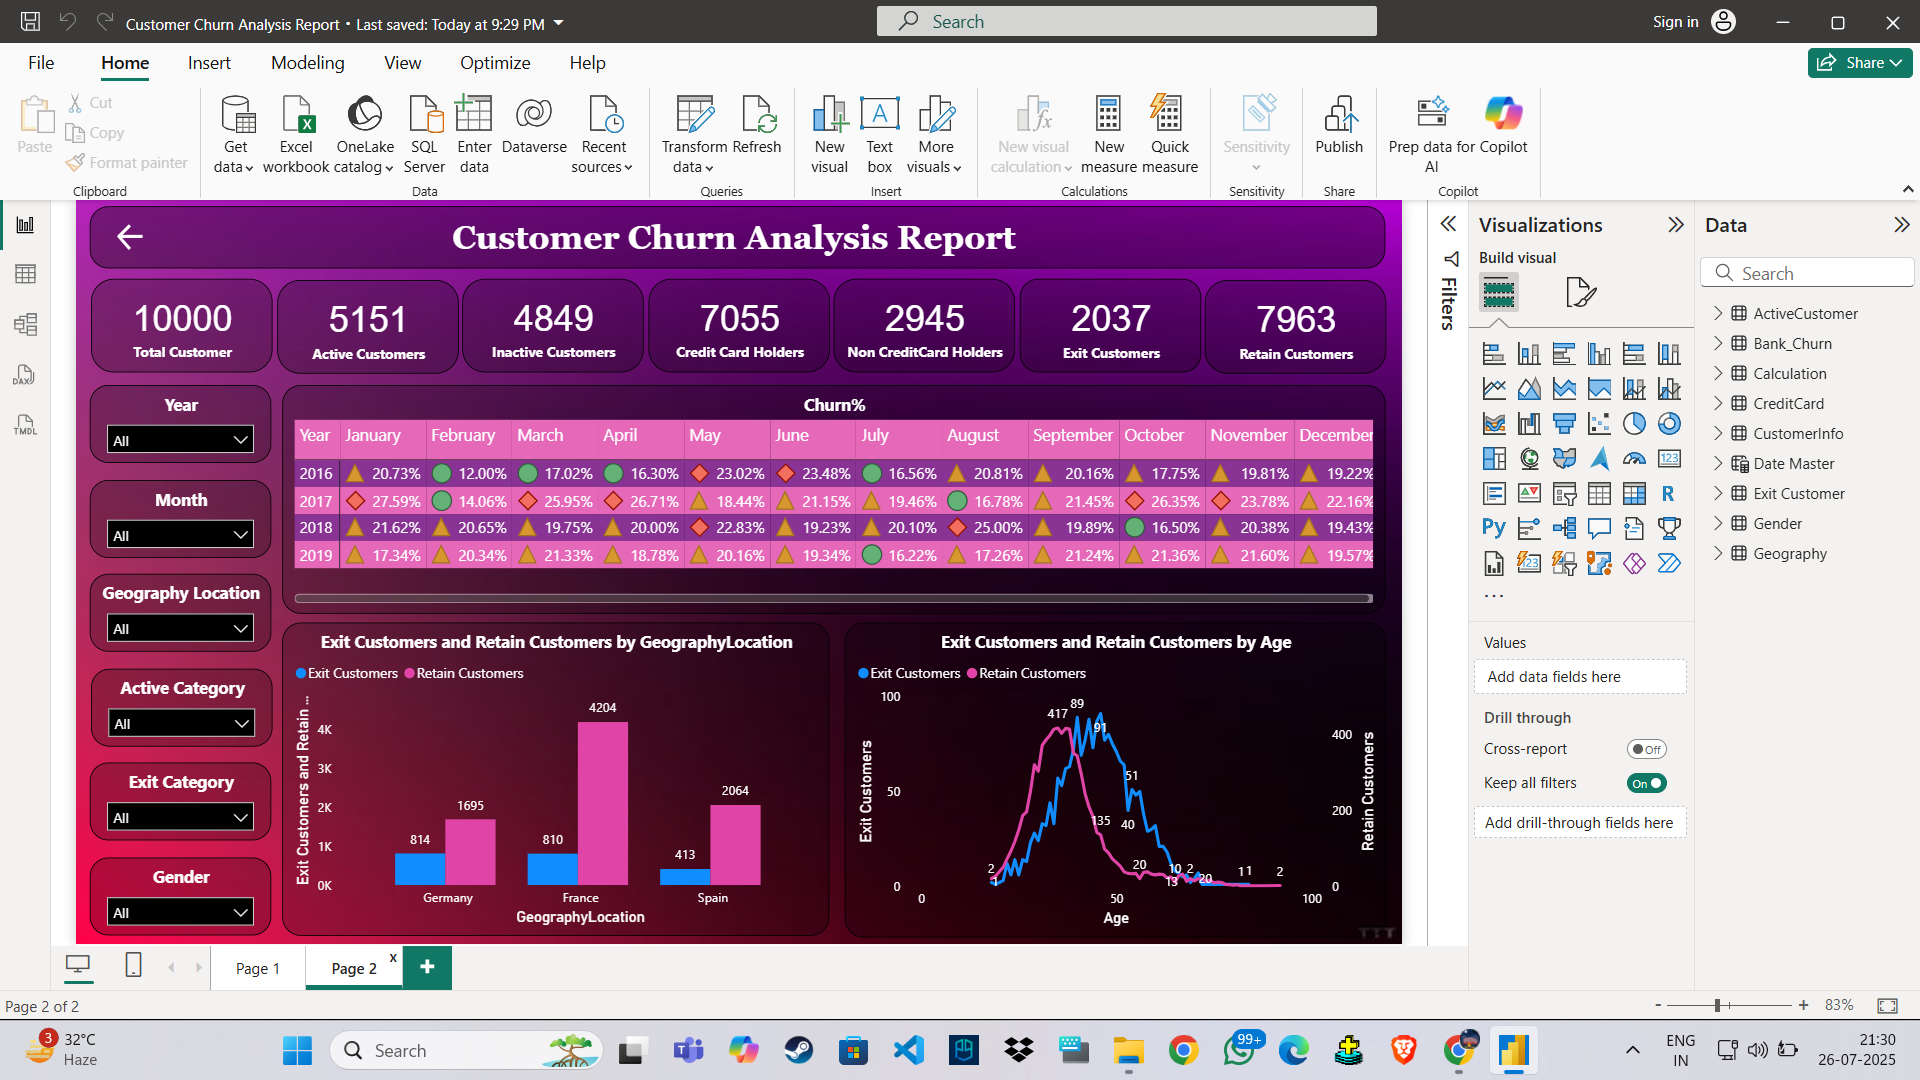 Customer Churn Analysis Report • Last saved: Today at 9:29 PM
Search
Sign in
File
Home
Insert
Modeling
View
Optimize
Help
Share
Paste
Cut
Copy
Format painter
Clipboard
Get data
Excel workbook
OneLake catalog
SQL Server
Enter data
Dataverse
Recent sources
Data
Transform data
Refresh
Queries
New visual
Text box
More visuals
Insert
New visual calculation
New measure
Quick measure
Calculations
Sensitivity
Sensitivity
Publish
Share
Prep data for AI
Copilot
Copilot
DAX
TMDL
Customer Churn Analysis Report
10000
Total Customer
5151
Active Customers
4849
Inactive Customers
7055
Credit Card Holders
2945
Non CreditCard Holders
2037
Exit Customers
7963
Retain Customers
Year
All
Month
All
Geography Location
All
Active Category
All
Exit Category
All
Gender
All
Churn%
Year January February March April May June July August September October November December
2016 20.73% 12.00% 17.02% 16.30% 23.02% 23.48% 16.56% 20.81% 20.16% 17.75% 19.81% 19.22%
2017 27.59% 14.06% 25.95% 26.71% 18.44% 21.15% 19.46% 16.78% 21.45% 26.35% 23.78% 22.16%
2018 21.62% 20.65% 19.75% 20.00% 22.83% 19.23% 20.10% 25.00% 19.89% 16.50% 20.38% 19.43%
2019 17.34% 20.34% 21.33% 18.78% 20.16% 19.34% 16.22% 17.26% 21.24% 21.36% 21.60% 19.57%
Exit Customers and Retain Customers by GeographyLocation
Exit Customers Retain Customers
Exit Customers and Retain ...
4K
3K
2K
1K
0K
814
1695
810
4204
413
2064
Germany
France
Spain
GeographyLocation
Exit Customers and Retain Customers by Age
Exit Customers Retain Customers
Exit Customers
100
50
0
2
1
417
89
91
51
135
40
20
10
13
2
20
1
1
2
400
200
0
Retain Customers
0
50
100
Age
Filters
Visualizations
Build visual
123
R
Py
123
...
Values
Add data fields here
Drill through
Cross-report
Off
Keep all filters
On
Add drill-through fields here
Data
Search
ActiveCustomer
Bank_Churn
Calculation
CreditCard
CustomerInfo
Date Master
Exit Customer
Gender
Geography
Page 1
Page 2
x
+
Page 2 of 2
- + 83%
3
32°C
Haze
Search
99+
ENG
IN
21:30
26-07-2025